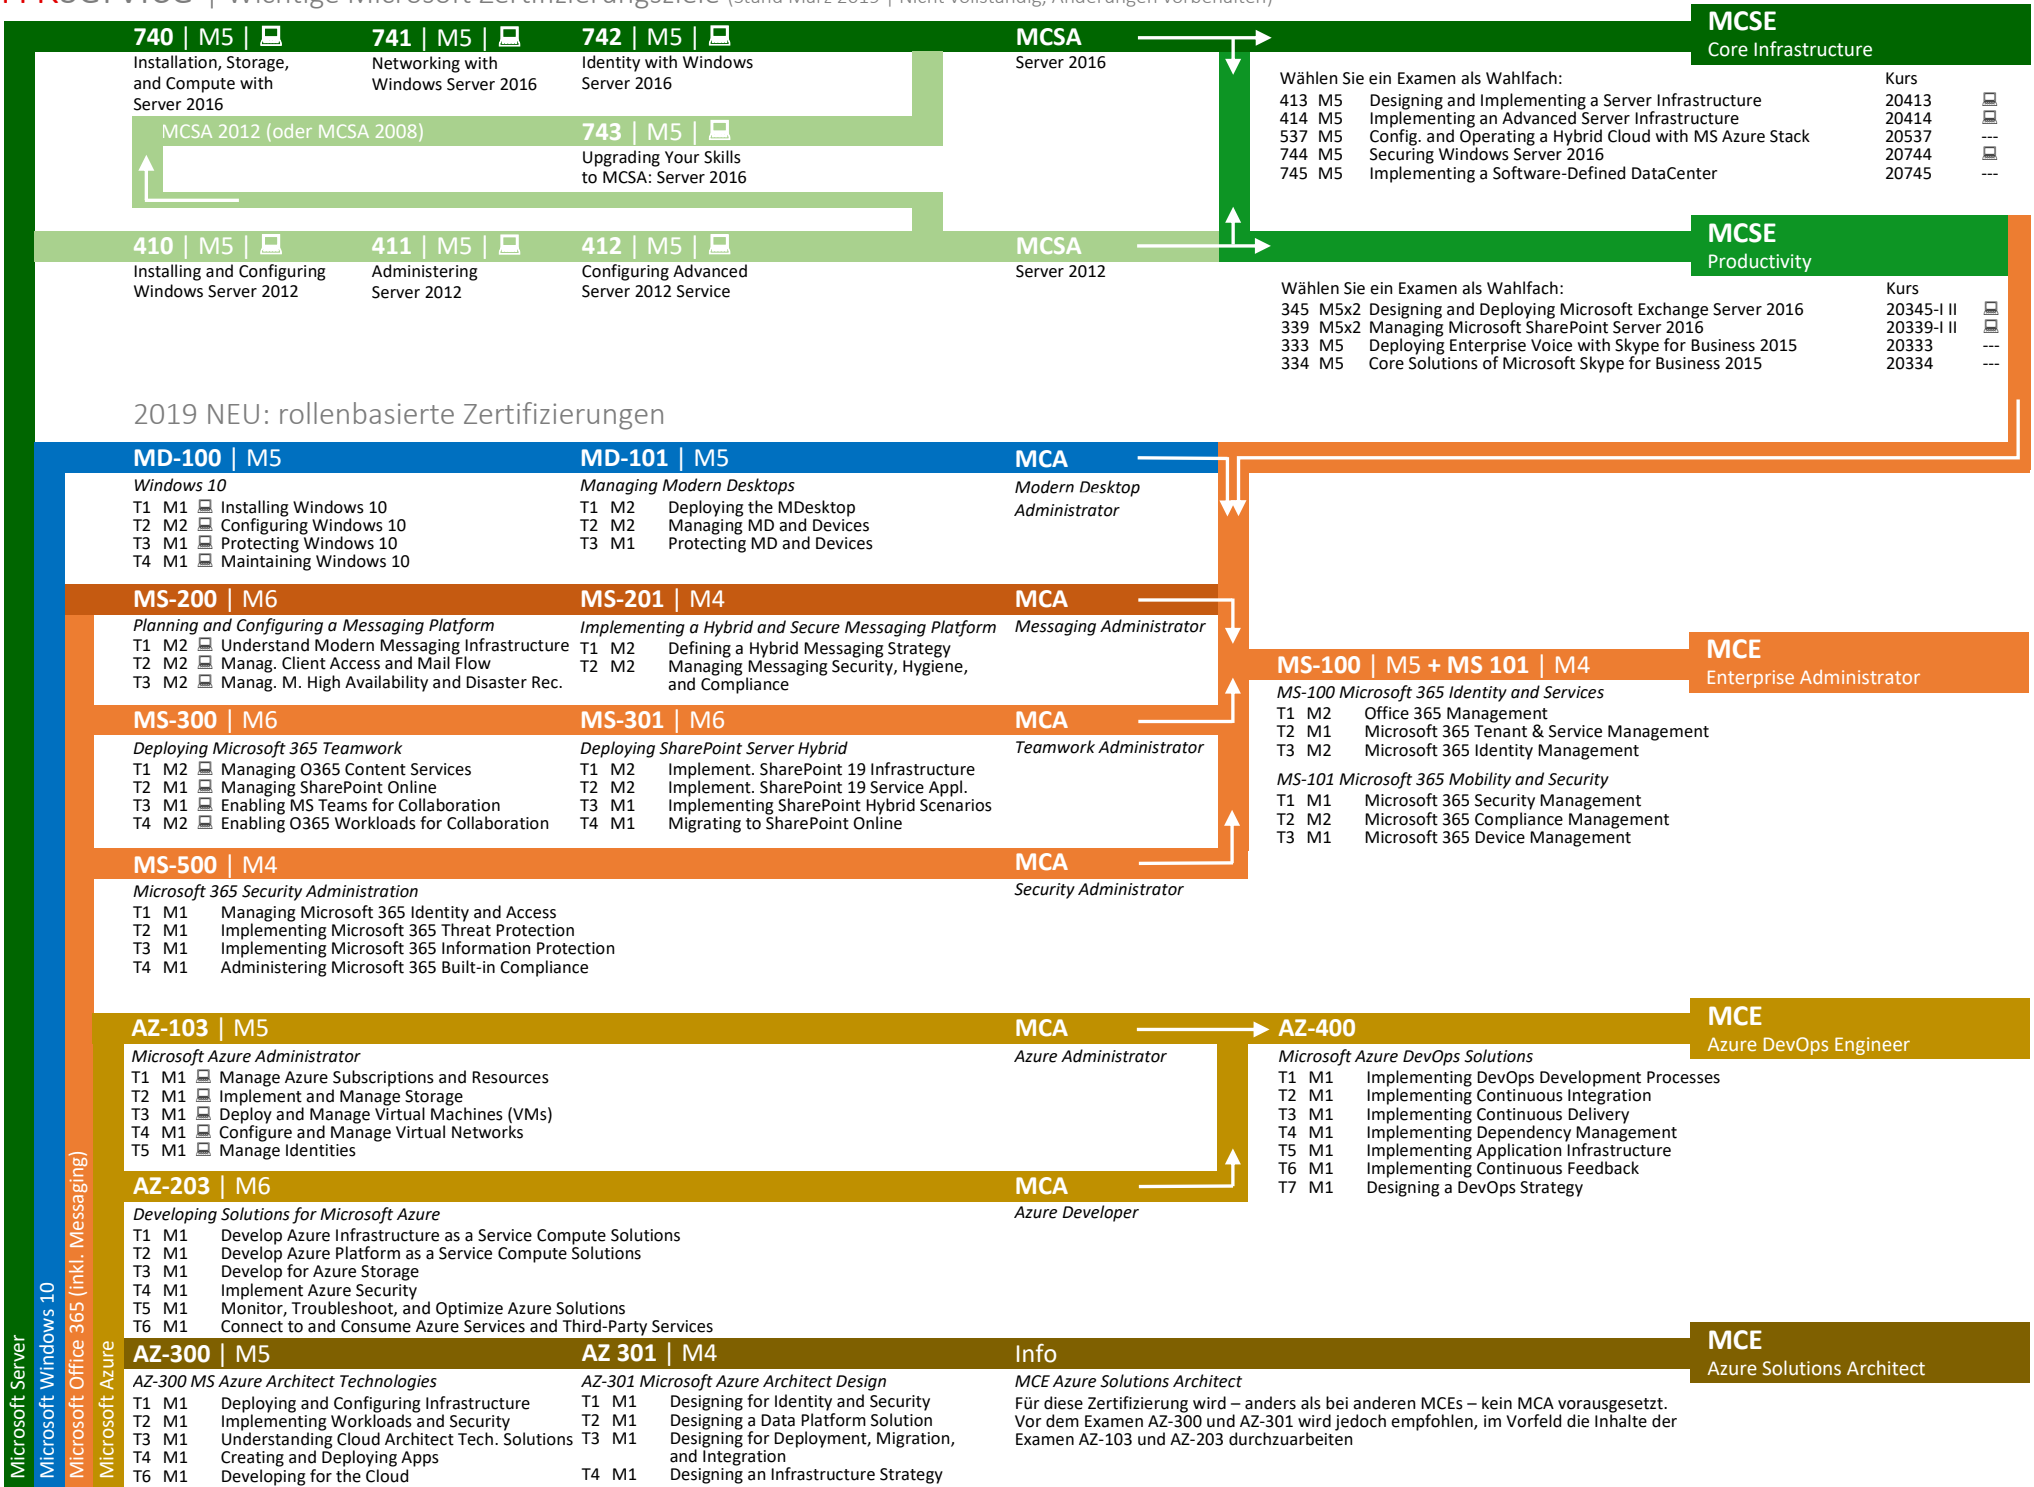 SERVICE | Wichtige Microsoft Zertifizierungsziele (Stand März 2019 | Nicht vollständig, Änderungen vorbehalten)
740 | M5 |
Installation, Storage,
and Compute with
Server 2016
741 | M5 |
Networking with
Windows Server 2016
742 | M5 |
Identity with Windows
Server 2016
MCSA
Server 2016
MCSE
Core Infrastructure
Wählen Sie ein Examen als Wahlfach: Kurs
413 M5 Designing and Implementing a Server Infrastructure 20413
414 M5 Implementing an Advanced Server Infrastructure 20414
537 M5 Config. and Operating a Hybrid Cloud with MS Azure Stack 20537 ---
744 M5 Securing Windows Server 2016 20744
745 M5 Implementing a Software-Defined DataCenter 20745 ---
MCSA 2012 (oder MCSA 2008)
743 | M5 |
Upgrading Your Skills
to MCSA: Server 2016
410 | M5 |
Installing and Configuring
Windows Server 2012
411 | M5 |
Administering
Server 2012
412 | M5 |
Configuring Advanced
Server 2012 Service
MCSA
Server 2012
MCSE
Productivity
Wählen Sie ein Examen als Wahlfach: Kurs
345 M5x2 Designing and Deploying Microsoft Exchange Server 2016 20345-I II
339 M5x2 Managing Microsoft SharePoint Server 2016 20339-I II
333 M5 Deploying Enterprise Voice with Skype for Business 2015 20333 ---
334 M5 Core Solutions of Microsoft Skype for Business 2015 20334 ---
2019 NEU: rollenbasierte Zertifizierungen
MD-100 | M5
Windows 10
T1 M1 Installing Windows 10
T2 M2 Configuring Windows 10
T3 M1 Protecting Windows 10
T4 M1 Maintaining Windows 10
MD-101 | M5
Managing Modern Desktops
T1 M2 Deploying the MDesktop
T2 M2 Managing MD and Devices
T3 M1 Protecting MD and Devices
MCA
Modern Desktop
Administrator
MS-200 | M6
Planning and Configuring a Messaging Platform
T1 M2 Understand Modern Messaging Infrastructure
T2 M2 Manag. Client Access and Mail Flow
T3 M2 Manag. M. High Availability and Disaster Rec.
MS-201 | M4
Implementing a Hybrid and Secure Messaging Platform
T1 M2 Defining a Hybrid Messaging Strategy
T2 M2 Managing Messaging Security, Hygiene,
and Compliance
MCA
Messaging Administrator
MS-300 | M6
Deploying Microsoft 365 Teamwork
T1 M2 Managing O365 Content Services
T2 M1 Managing SharePoint Online
T3 M1 Enabling MS Teams for Collaboration
T4 M2 Enabling O365 Workloads for Collaboration
MS-301 | M6
Deploying SharePoint Server Hybrid
T1 M2 Implement. SharePoint 19 Infrastructure
T2 M2 Implement. SharePoint 19 Service Appl.
T3 M1 Implementing SharePoint Hybrid Scenarios
T4 M1 Migrating to SharePoint Online
MCA
Teamwork Administrator
MS-500 | M4
Microsoft 365 Security Administration
T1 M1 Managing Microsoft 365 Identity and Access
T2 M1 Implementing Microsoft 365 Threat Protection
T3 M1 Implementing Microsoft 365 Information Protection
T4 M1 Administering Microsoft 365 Built-in Compliance
MCA
Security Administrator
MS-100 | M5 + MS 101 | M4
MS-100 Microsoft 365 Identity and Services
T1 M2 Office 365 Management
T2 M1 Microsoft 365 Tenant & Service Management
T3 M2 Microsoft 365 Identity Management
MS-101 Microsoft 365 Mobility and Security
T1 M1 Microsoft 365 Security Management
T2 M2 Microsoft 365 Compliance Management
T3 M1 Microsoft 365 Device Management
MCE
Enterprise Administrator
AZ-103 | M5
Microsoft Azure Administrator
T1 M1 Manage Azure Subscriptions and Resources
T2 M1 Implement and Manage Storage
T3 M1 Deploy and Manage Virtual Machines (VMs)
T4 M1 Configure and Manage Virtual Networks
T5 M1 Manage Identities
MCA
Azure Administrator
AZ-400
Microsoft Azure DevOps Solutions
T1 M1 Implementing DevOps Development Processes
T2 M1 Implementing Continuous Integration
T3 M1 Implementing Continuous Delivery
T4 M1 Implementing Dependency Management
T5 M1 Implementing Application Infrastructure
T6 M1 Implementing Continuous Feedback
T7 M1 Designing a DevOps Strategy
MCE
Azure DevOps Engineer
AZ-203 | M6
Developing Solutions for Microsoft Azure
T1 M1 Develop Azure Infrastructure as a Service Compute Solutions
T2 M1 Develop Azure Platform as a Service Compute Solutions
T3 M1 Develop for Azure Storage
T4 M1 Implement Azure Security
T5 M1 Monitor, Troubleshoot, and Optimize Azure Solutions
T6 M1 Connect to and Consume Azure Services and Third-Party Services
MCA
Azure Developer
AZ-300 | M5
AZ-300 MS Azure Architect Technologies
T1 M1 Deploying and Configuring Infrastructure
T2 M1 Implementing Workloads and Security
T3 M1 Understanding Cloud Architect Tech. Solutions
T4 M1 Creating and Deploying Apps
T6 M1 Developing for the Cloud
AZ 301 | M4
AZ-301 Microsoft Azure Architect Design
T1 M1 Designing for Identity and Security
T2 M1 Designing a Data Platform Solution
T3 M1 Designing for Deployment, Migration,
and Integration
T4 M1 Designing an Infrastructure Strategy
Info
MCE Azure Solutions Architect
Für diese Zertifizierung wird – anders als bei anderen MCEs – kein MCA vorausgesetzt.
Vor dem Examen AZ-300 und AZ-301 wird jedoch empfohlen, im Vorfeld die Inhalte der
Examen AZ-103 und AZ-203 durchzuarbeiten
MCE
Azure Solutions Architect
Microsoft Server
Microsoft Windows 10
Microsoft Office 365 (inkl. Messaging)
Microsoft Azure